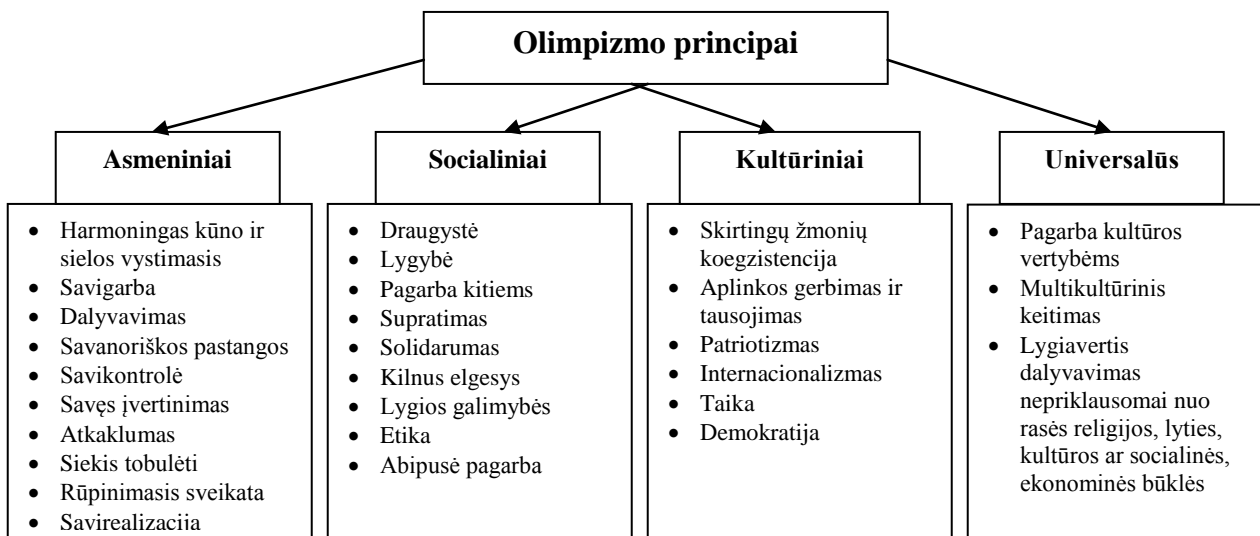 Olimpizmo principai
Asmeniniai
• Harmoningas kūno ir
sielos vystimasis
• Savigarba
• Dalyvavimas
• Savanoriškos pastangos
• Savikontrolė
• Savęs įvertinimas
• Atkaklumas
• Siekis tobulėti
• Rūpinimasis sveikata
• Savirealizacija
Socialiniai
• Draugystė
• Lygybė
• Pagarba kitiems
• Supratimas
• Solidarumas
• Kilnus elgesys
• Lygios galimybės
• Etika
• Abipusė pagarba
Kultūriniai
• Skirtingų žmonių
koegzistencija
• Aplinkos gerbimas ir
tausojimas
• Patriotizmas
• Internacionalizmas
• Taika
• Demokratija
Universalūs
• Pagarba kultūros
vertybėms
• Multikultūrinis
keitimas
• Lygiavertis
dalyvavimas
nepriklausomai nuo
rasės religijos, lyties,
kultūros ar socialinės,
ekonominės būklės